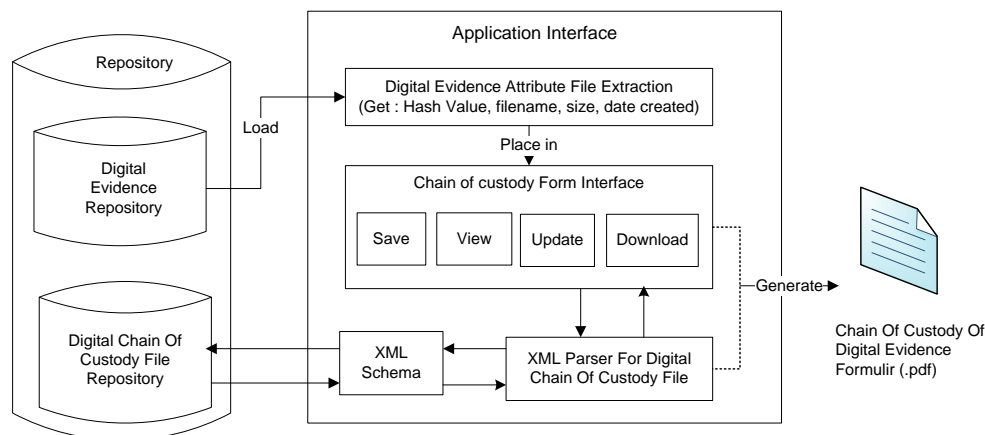 Application Interface
Repository
Digital Evidence Attribute File Extraction
(Get : Hash Value, filename, size, date created)
Load
Place in
Digital
Evidence
Repository
Chain of custody Form Interface
Save
View
Update
Download
Generate
Digital Chain Of
Custody File
Repository
XML
Schema
XML Parser For Digital
Chain Of Custody File
Chain Of Custody Of
Digital Evidence
Formulir (.pdf)